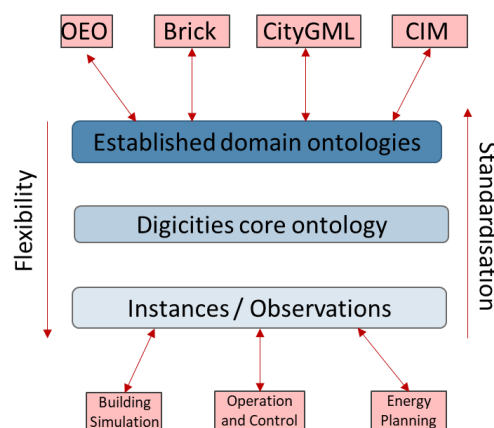 OEO
Brick
CityGML
CIM
Established domain ontologies
Flexibility
Standardisation
Digicities core ontology
Instances / Observations
Building
Simulation
Operation
and Control
Energy
Planning